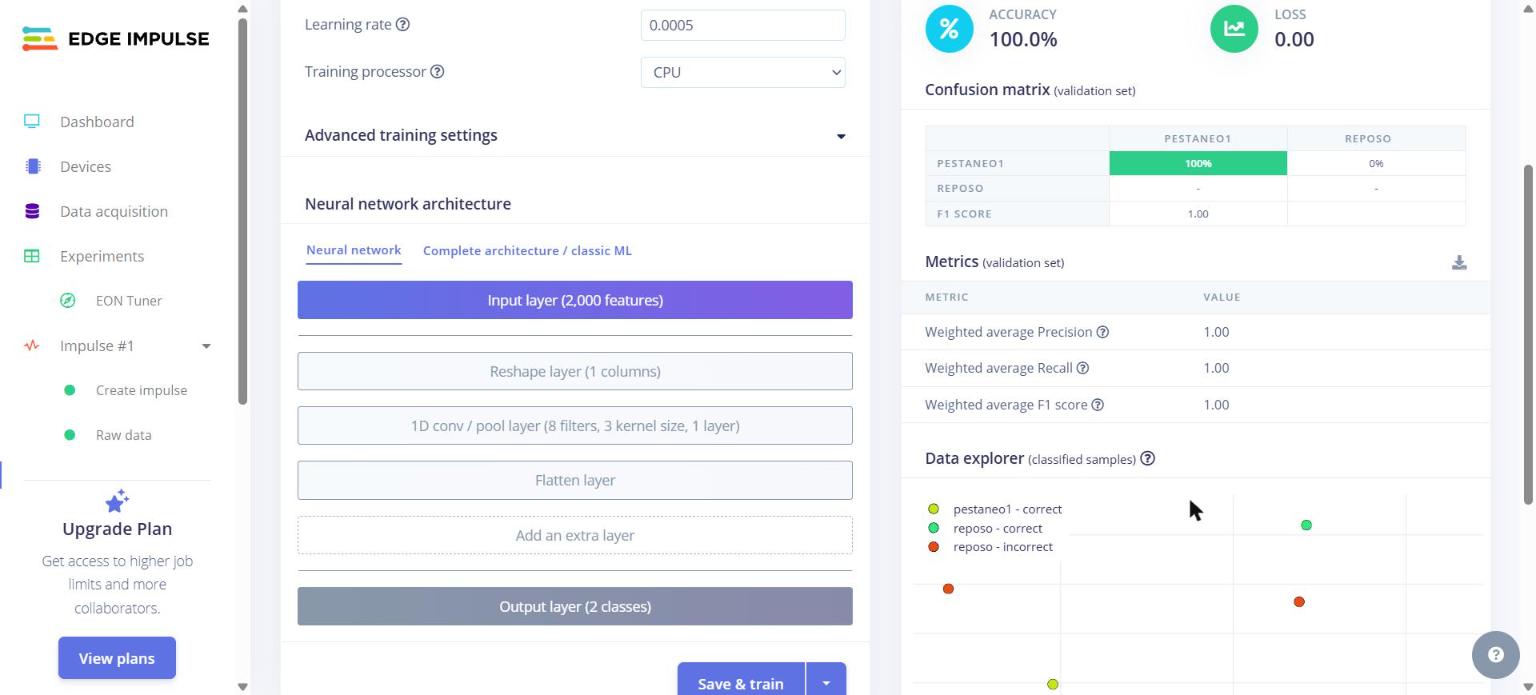 EDGE IMPULSE
Dashboard
Devices
Data acquisition
Experiments
EON Tuner
Impulse #1
Create impulse
Raw data
Upgrade Plan
Get access to higher job
limits and more
collaborators.
View plans
Learning rate ?
0.0005
Training processor ?
CPU
Advanced training settings
Neural network architecture
Neural network
Complete architecture / classic ML
Input layer (2,000 features)
Reshape layer (1 columns)
1D conv / pool layer (8 filters, 3 kernel size, 1 layer)
Flatten layer
Add an extra layer
Output layer (2 classes)
Save & train
%
ACCURACY
100.0%
LOSS
0.00
Confusion matrix (validation set)
PESTANEO1 REPOSO
PESTANEO1 100% 0%
REPOSO - -
F1 SCORE 1.00
Metrics (validation set)
METRIC VALUE
Weighted average Precision ? 1.00
Weighted average Recall ? 1.00
Weighted average F1 score ? 1.00
Data explorer (classified samples) ?
pestaneo1 - correct
reposo - correct
reposo - incorrect
?